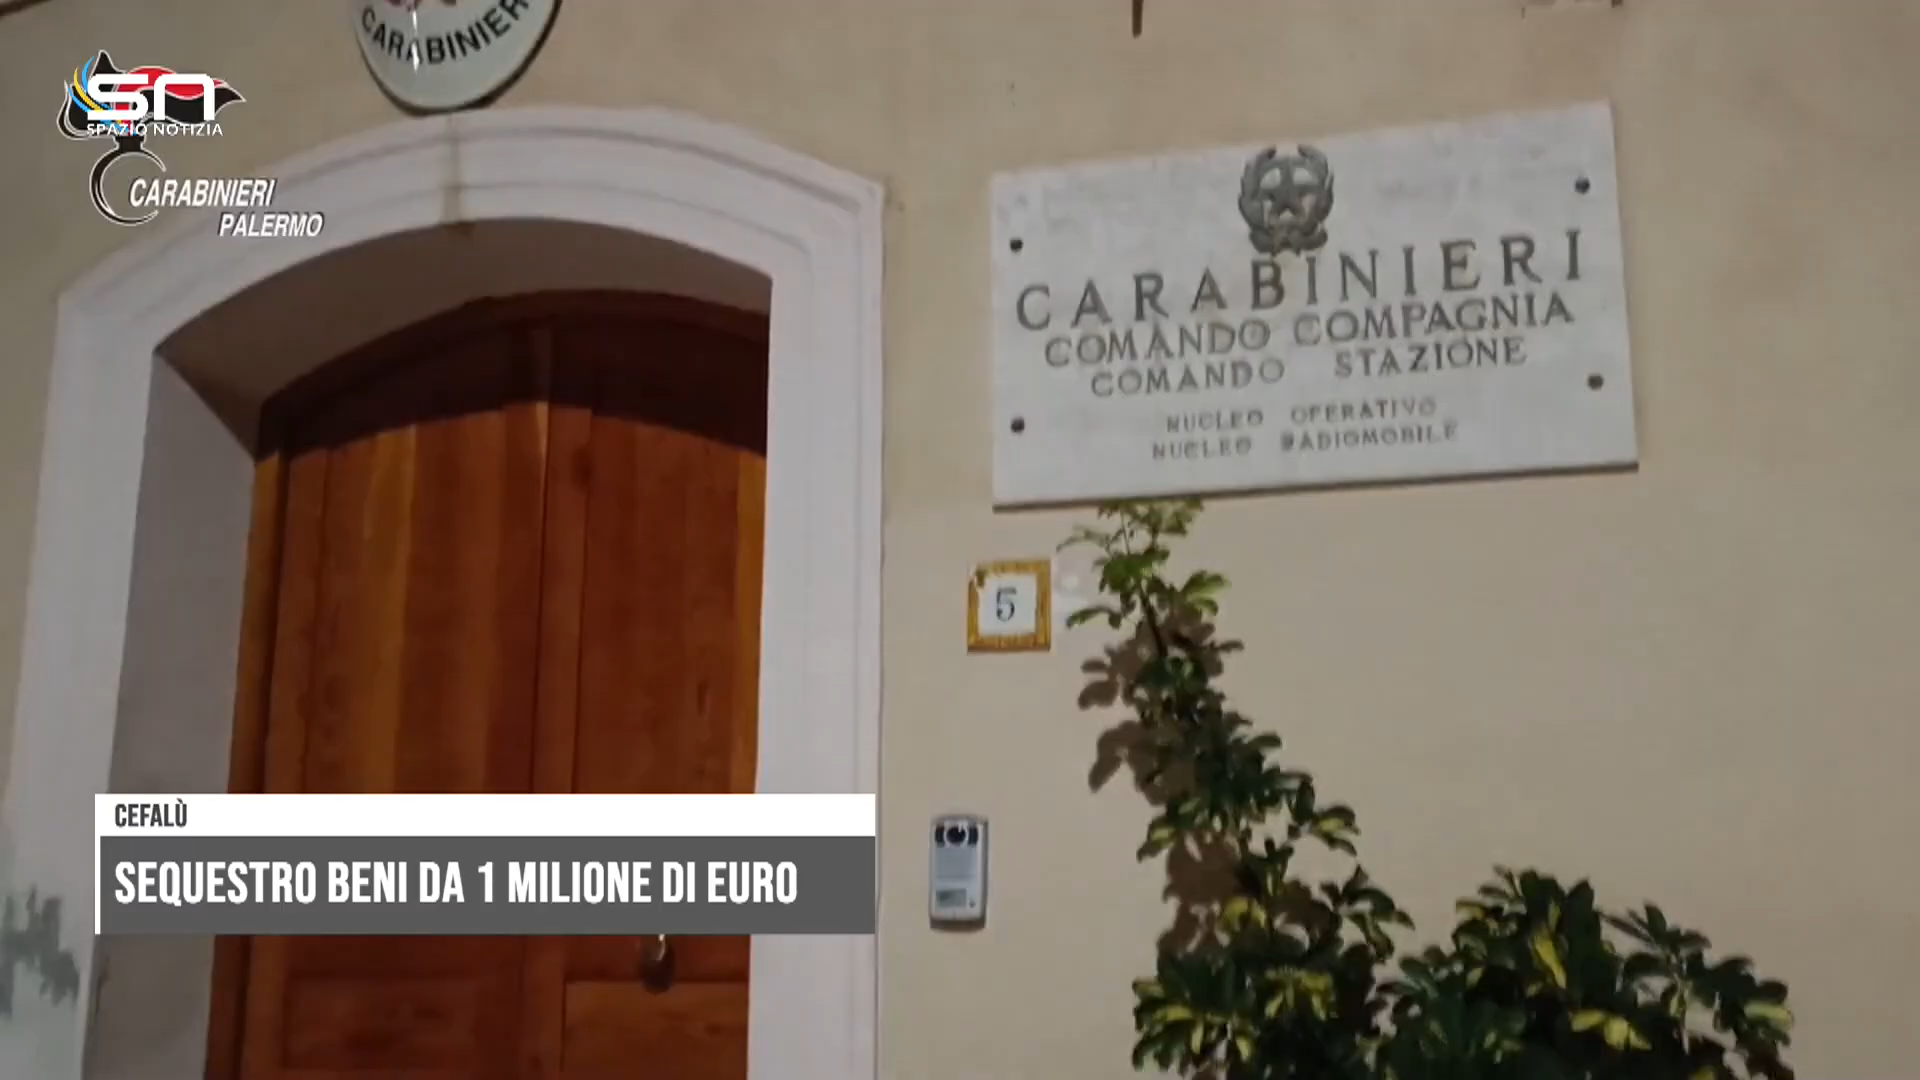 CARABINIERI
SN
SPAZIO NOTIZIA
CARABINIERI
PALERMO
CARABINIERI
COMANDO COMPAGNIA
COMANDO STAZIONE
NUCLEO OPERATIVO
NUCLEO RADIOMOBILE
5
CEFALÙ
SEQUESTRO BENI DA 1 MILIONE DI EURO